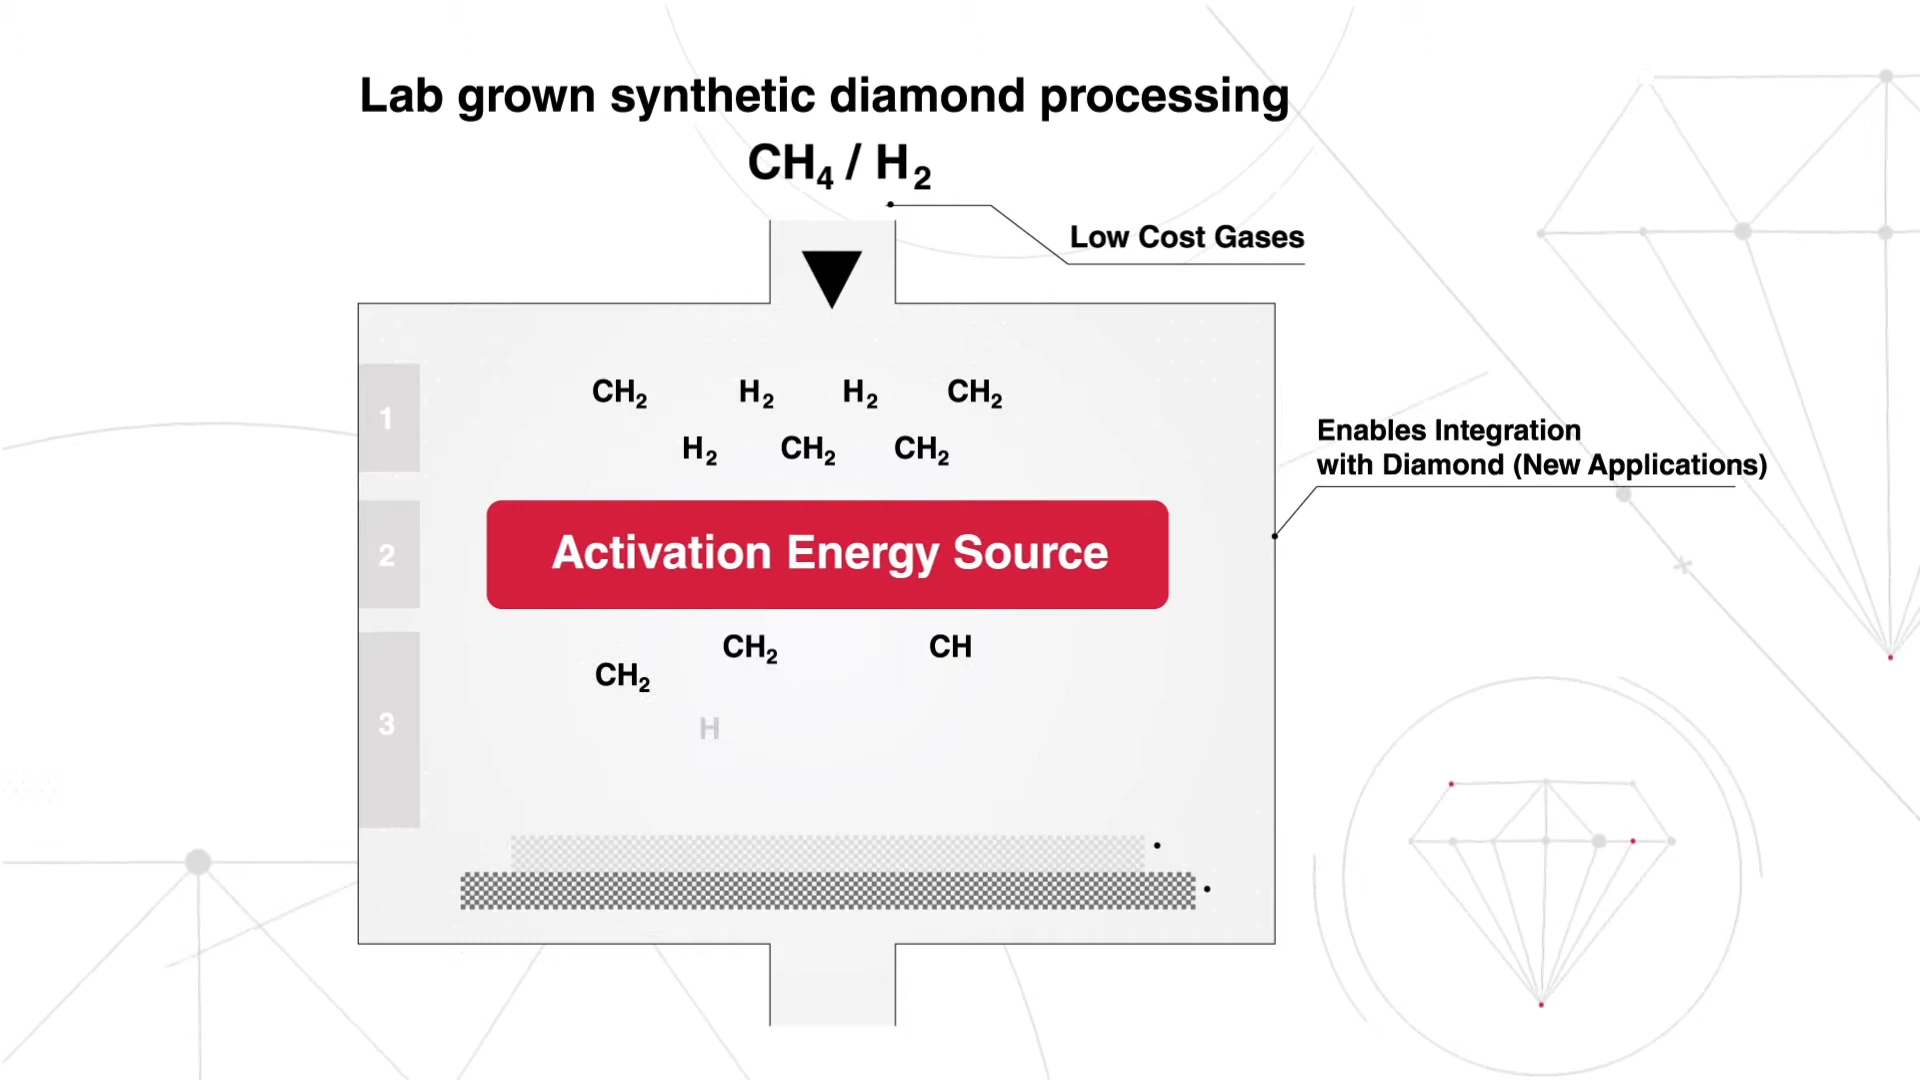 Lab grown synthetic diamond processing
CH₄ / H₂
Low Cost Gases
1
CH₂ H₂ H₂ CH₂
H₂ CH₂ CH₂
Enables Integration
with Diamond (New Applications)
2
Activation Energy Source
CH₂ CH
CH₂
3
H